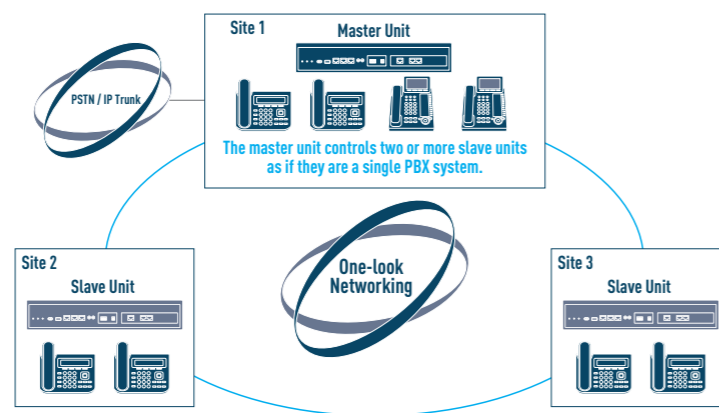 Site 1
Master Unit
PSTN / IP Trunk
The master unit controls two or more slave units
as if they are a single PBX system.
One-look
Networking
Site 2
Slave Unit
Site 3
Slave Unit